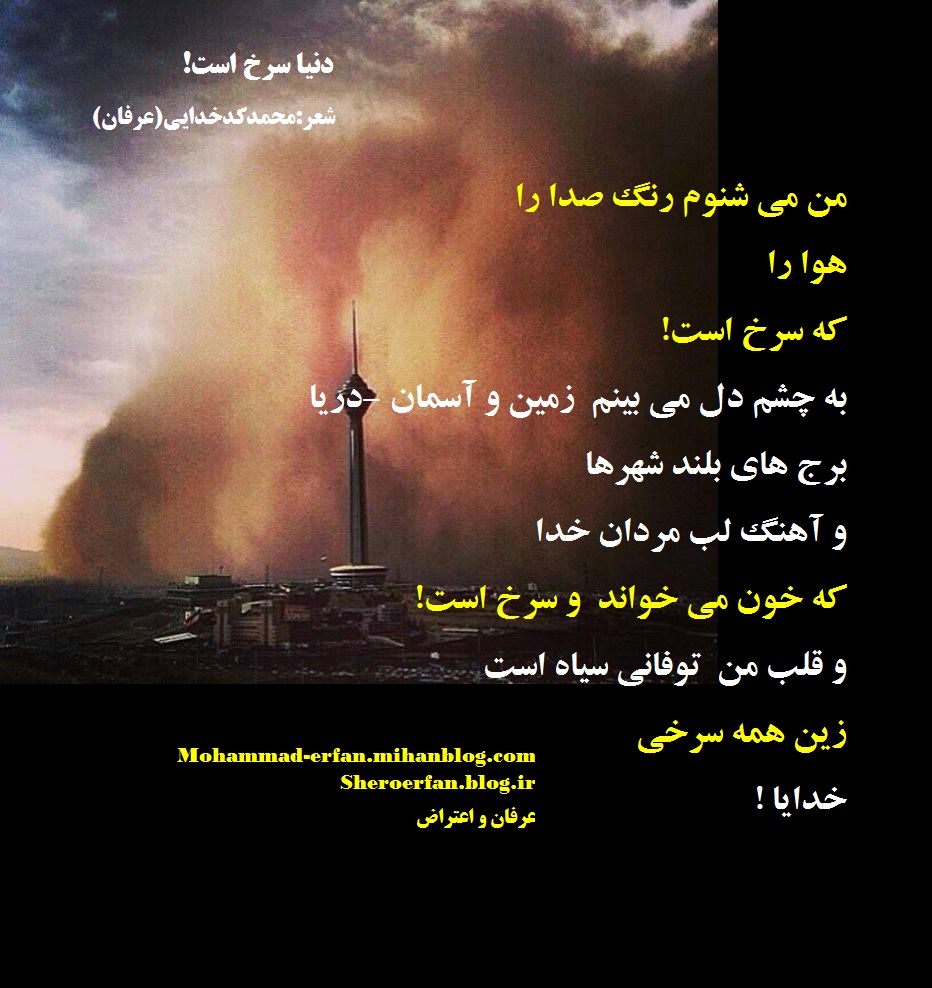 دنیا سرخ است!
شعر:محمدکدخدایی(عرفان)
من می شنوم رنگ صدا را
هوا را
که سرخ است!
به چشم دل می بینم زمین و آسمان -دریا
برج های بلند شهرها
و آهنگ لب مردان خدا
که خون می خواند و سرخ است!
و قلب من توفانی سیاه است
زین همه سرخی
خدایا !
Mohammad-erfan.mihanblog.com
Sheroerfan.blog.ir
عرفان و اعتراض